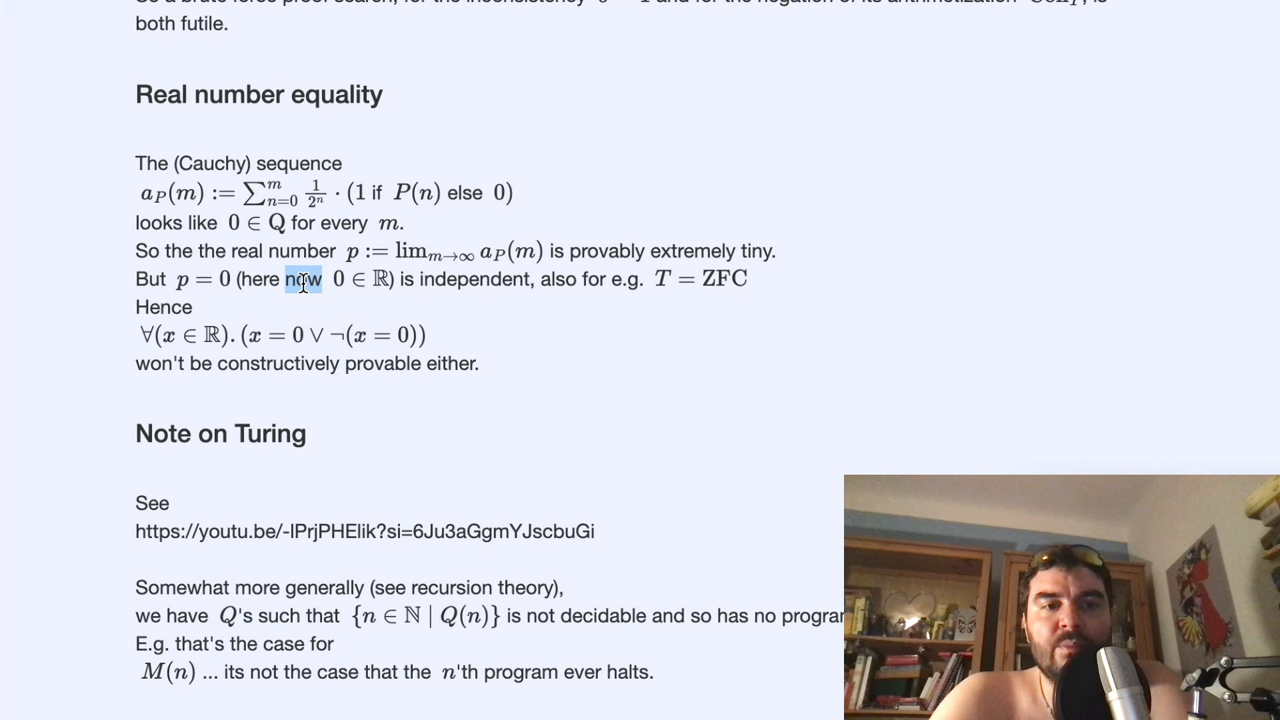 both futile.
Real number equality
The (Cauchy) sequence
a_P(m) := ∑_{n=0}^{m} 1/2^n · (1 if P(n) else 0)
looks like 0 ∈ Q for every m.
So the the real number p := lim_{m→∞} a_P(m) is provably extremely tiny.
But p = 0 (here now 0 ∈ ℝ) is independent, also for e.g. T = ZFC
Hence
∀(x ∈ ℝ). (x = 0 ∨ ¬(x = 0))
won't be constructively provable either.
Note on Turing
See
https://youtu.be/-lPrjPHElik?si=6Ju3aGgmYJscbuGi
Somewhat more generally (see recursion theory),
we have Q's such that {n ∈ ℕ | Q(n)} is not decidable and so has no
E.g. that's the case for
M(n) ... its not the case that the n'th program ever halts.